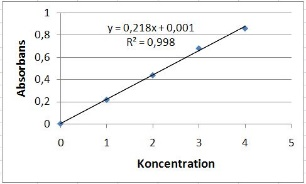 1
y = 0,218x + 0,001
R² = 0,998
0,8
0,6
0,4
0,2
0
0 1 2 3 4 5
Absorbans
Koncentration